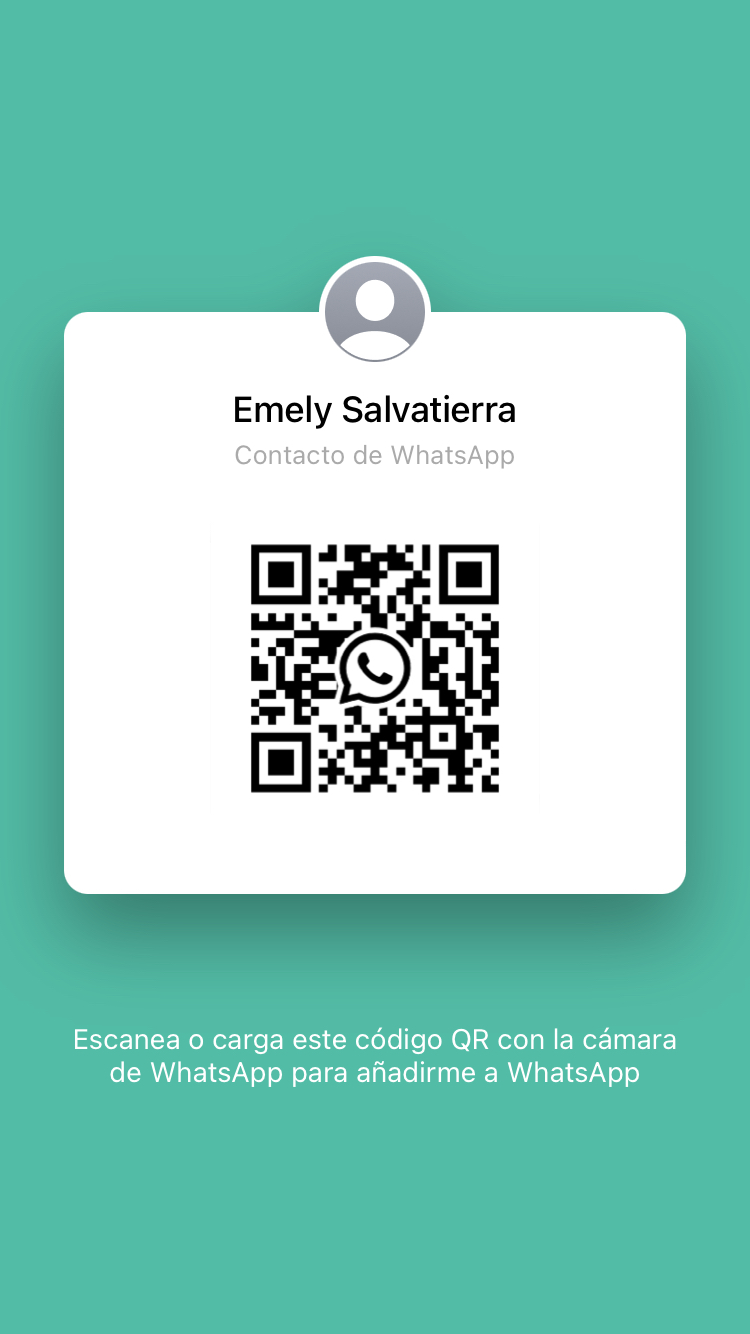 Emely Salvatierra
Contacto de WhatsApp
Escanea o carga este código QR con la cámara
de WhatsApp para añadirme a WhatsApp